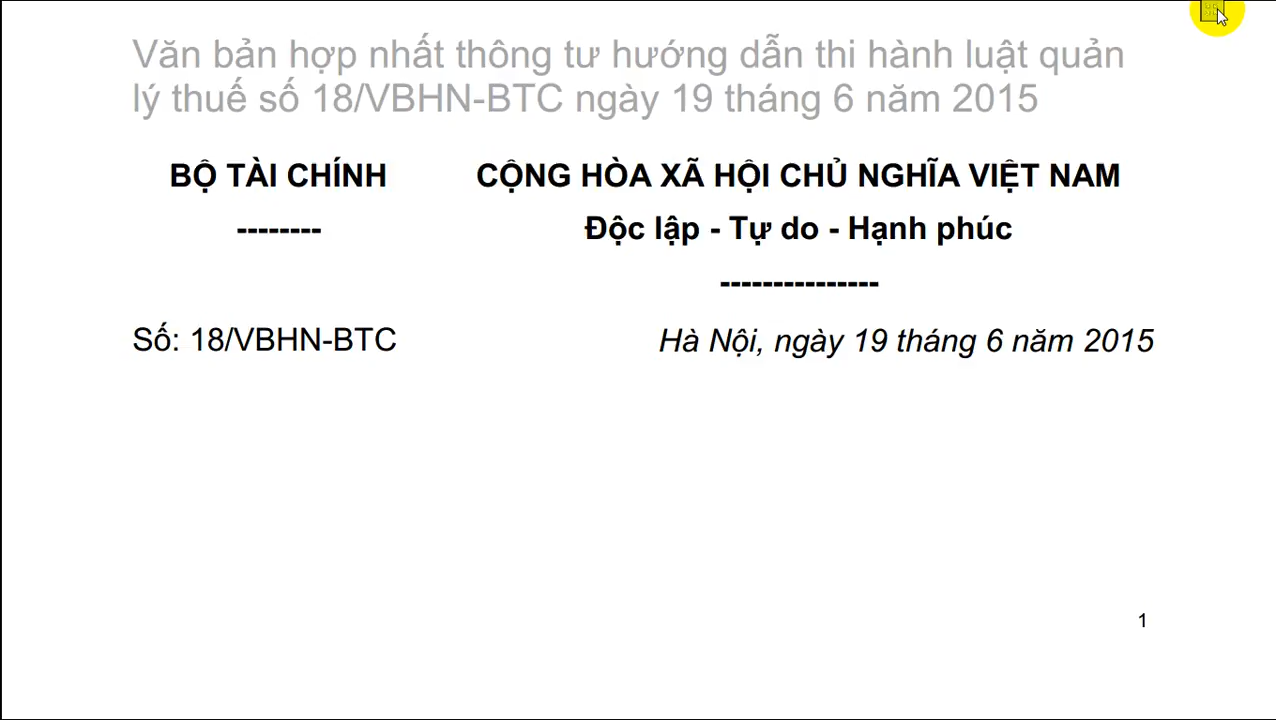 Văn bản hợp nhất thông tư hướng dẫn thi hành luật quản
lý thuế số 18/VBHN-BTC ngày 19 tháng 6 năm 2015
BỘ TÀI CHÍNH CỘNG HÒA XÃ HỘI CHỦ NGHĨA VIỆT NAM
-------- Độc lập - Tự do - Hạnh phúc
---------------
Số: 18/VBHN-BTC Hà Nội, ngày 19 tháng 6 năm 2015
1